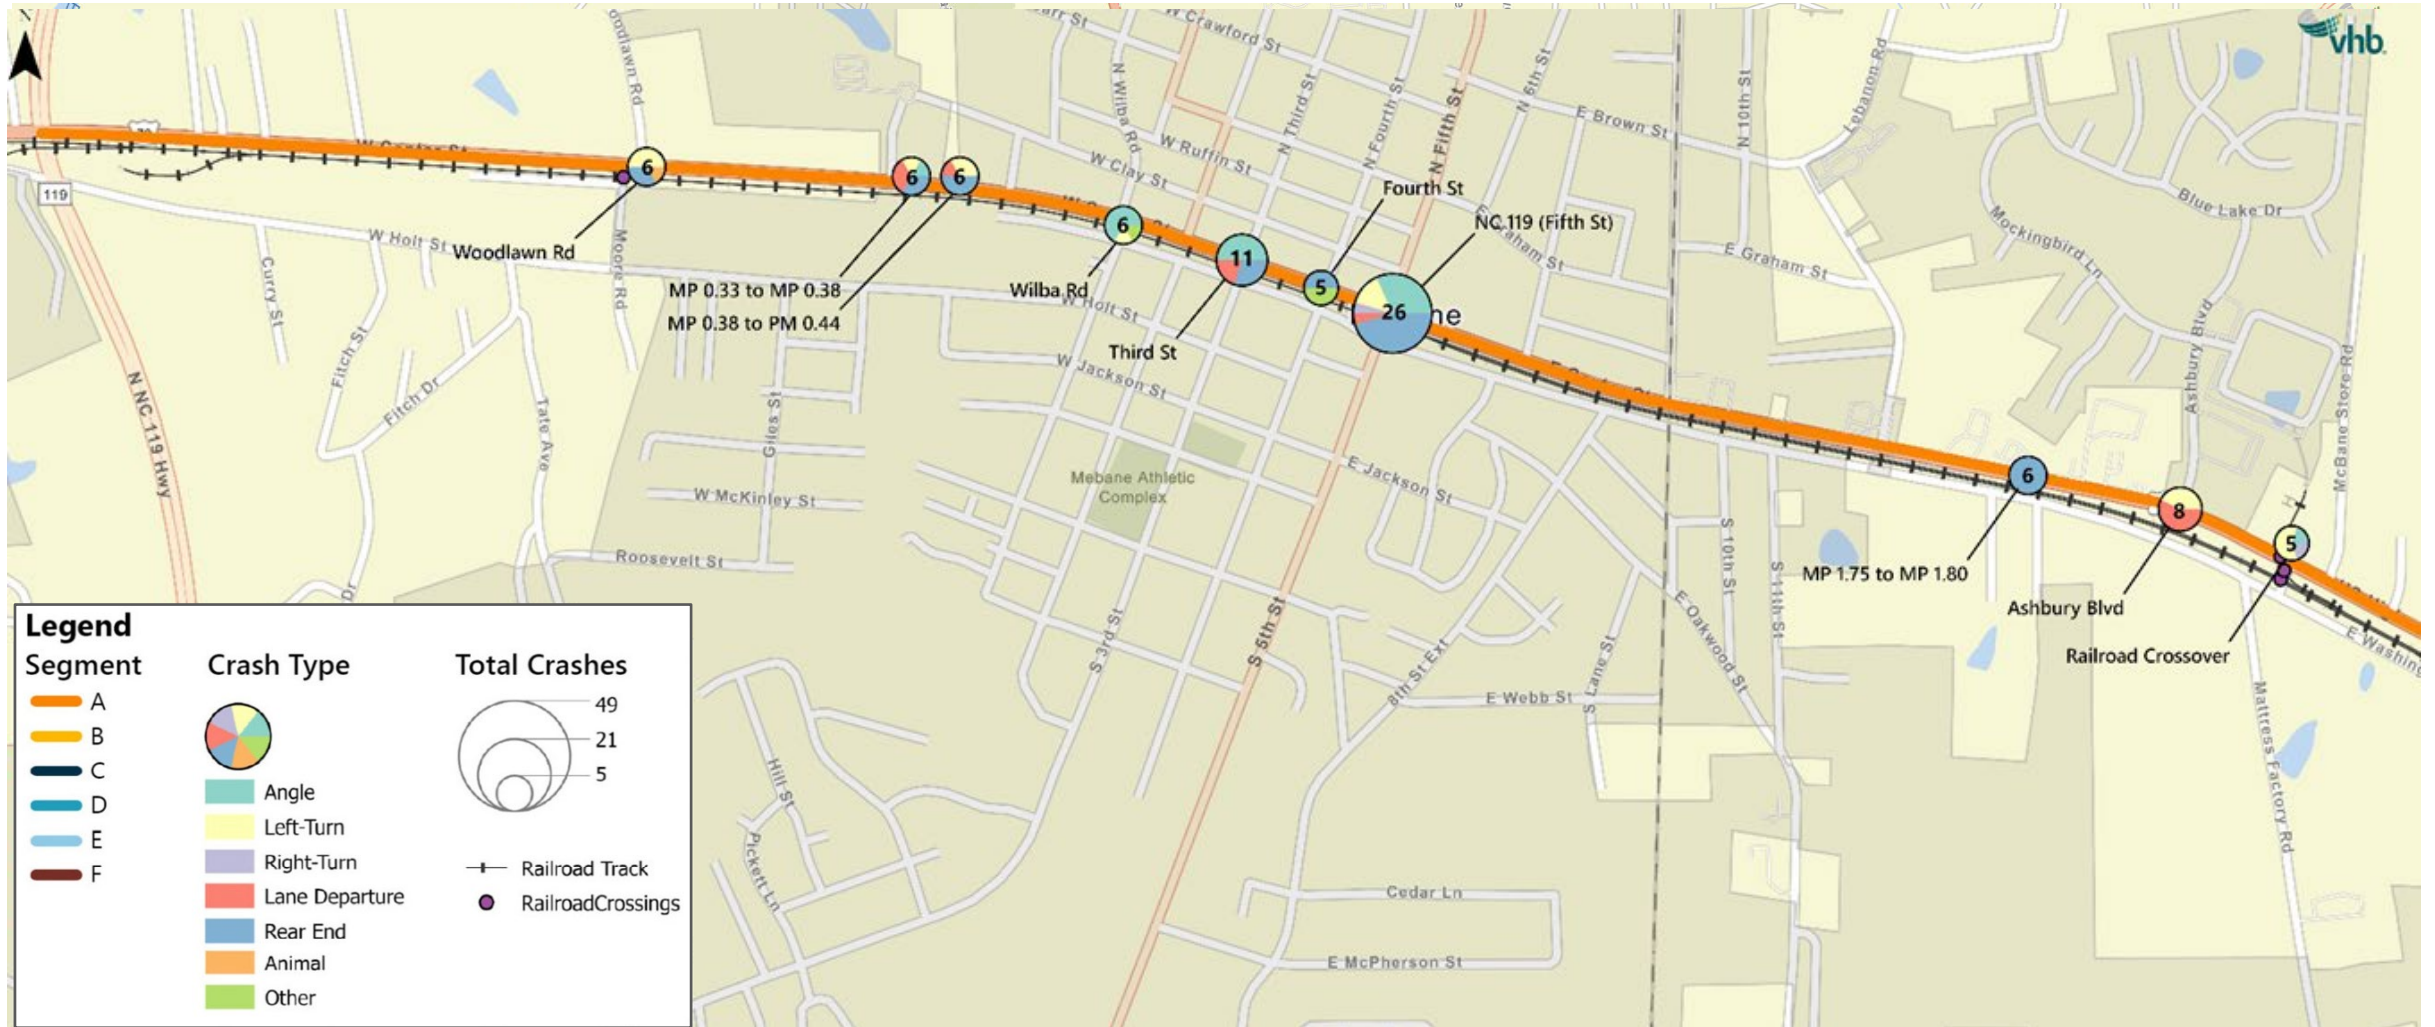 N
vhb
119
W Crawford St
N Wilba Rd
N Third St
N Fourth St
N Fifth St
N 6th St
E Brown St
N 10th St
Lebanon Rd
W Ruffin St
W Clay St
Fourth St
NC 119 (Fifth St)
E Graham St
Blue Lake Dr
Mockingbird Ln
Ashbury Blvd
McBane Store Rd
6
6
6
6
11
5
26
6
8
5
Woodlawn Rd
MP 0.33 to MP 0.38
MP 0.38 to PM 0.44
Wilba Rd
Third St
W Holt St
Curry St
Moore Rd
Fitch St
Fitch Dr
Tate Ave
N NC 119 Hwy
Giles St
W Holt St
W Jackson St
E Jackson St
Mebane Athletic
Complex
W McKinley St
Roosevelt St
Dr
S 3rd St
S 5th St
8th St Ext
E Webb St
S Lane St
E Oakwood St
S 10th St
S 11th St
MP 1.75 to MP 1.80
Ashbury Blvd
Railroad Crossover
E Washing
Mattress Factory Rd
Hill St
Pickett Ln
Cedar Ln
E McPherson St
Legend
Segment
A
B
C
D
E
F
Crash Type
Angle
Left-Turn
Right-Turn
Lane Departure
Rear End
Animal
Other
Total Crashes
49
21
5
Railroad Track
RailroadCrossings